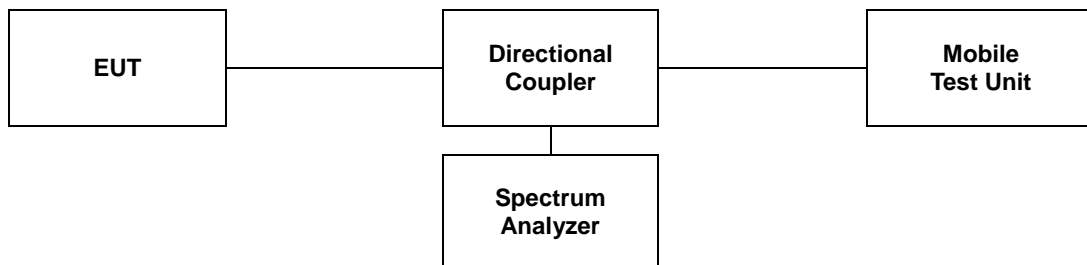 EUT
Directional
Coupler
Mobile
Test Unit
Spectrum
Analyzer